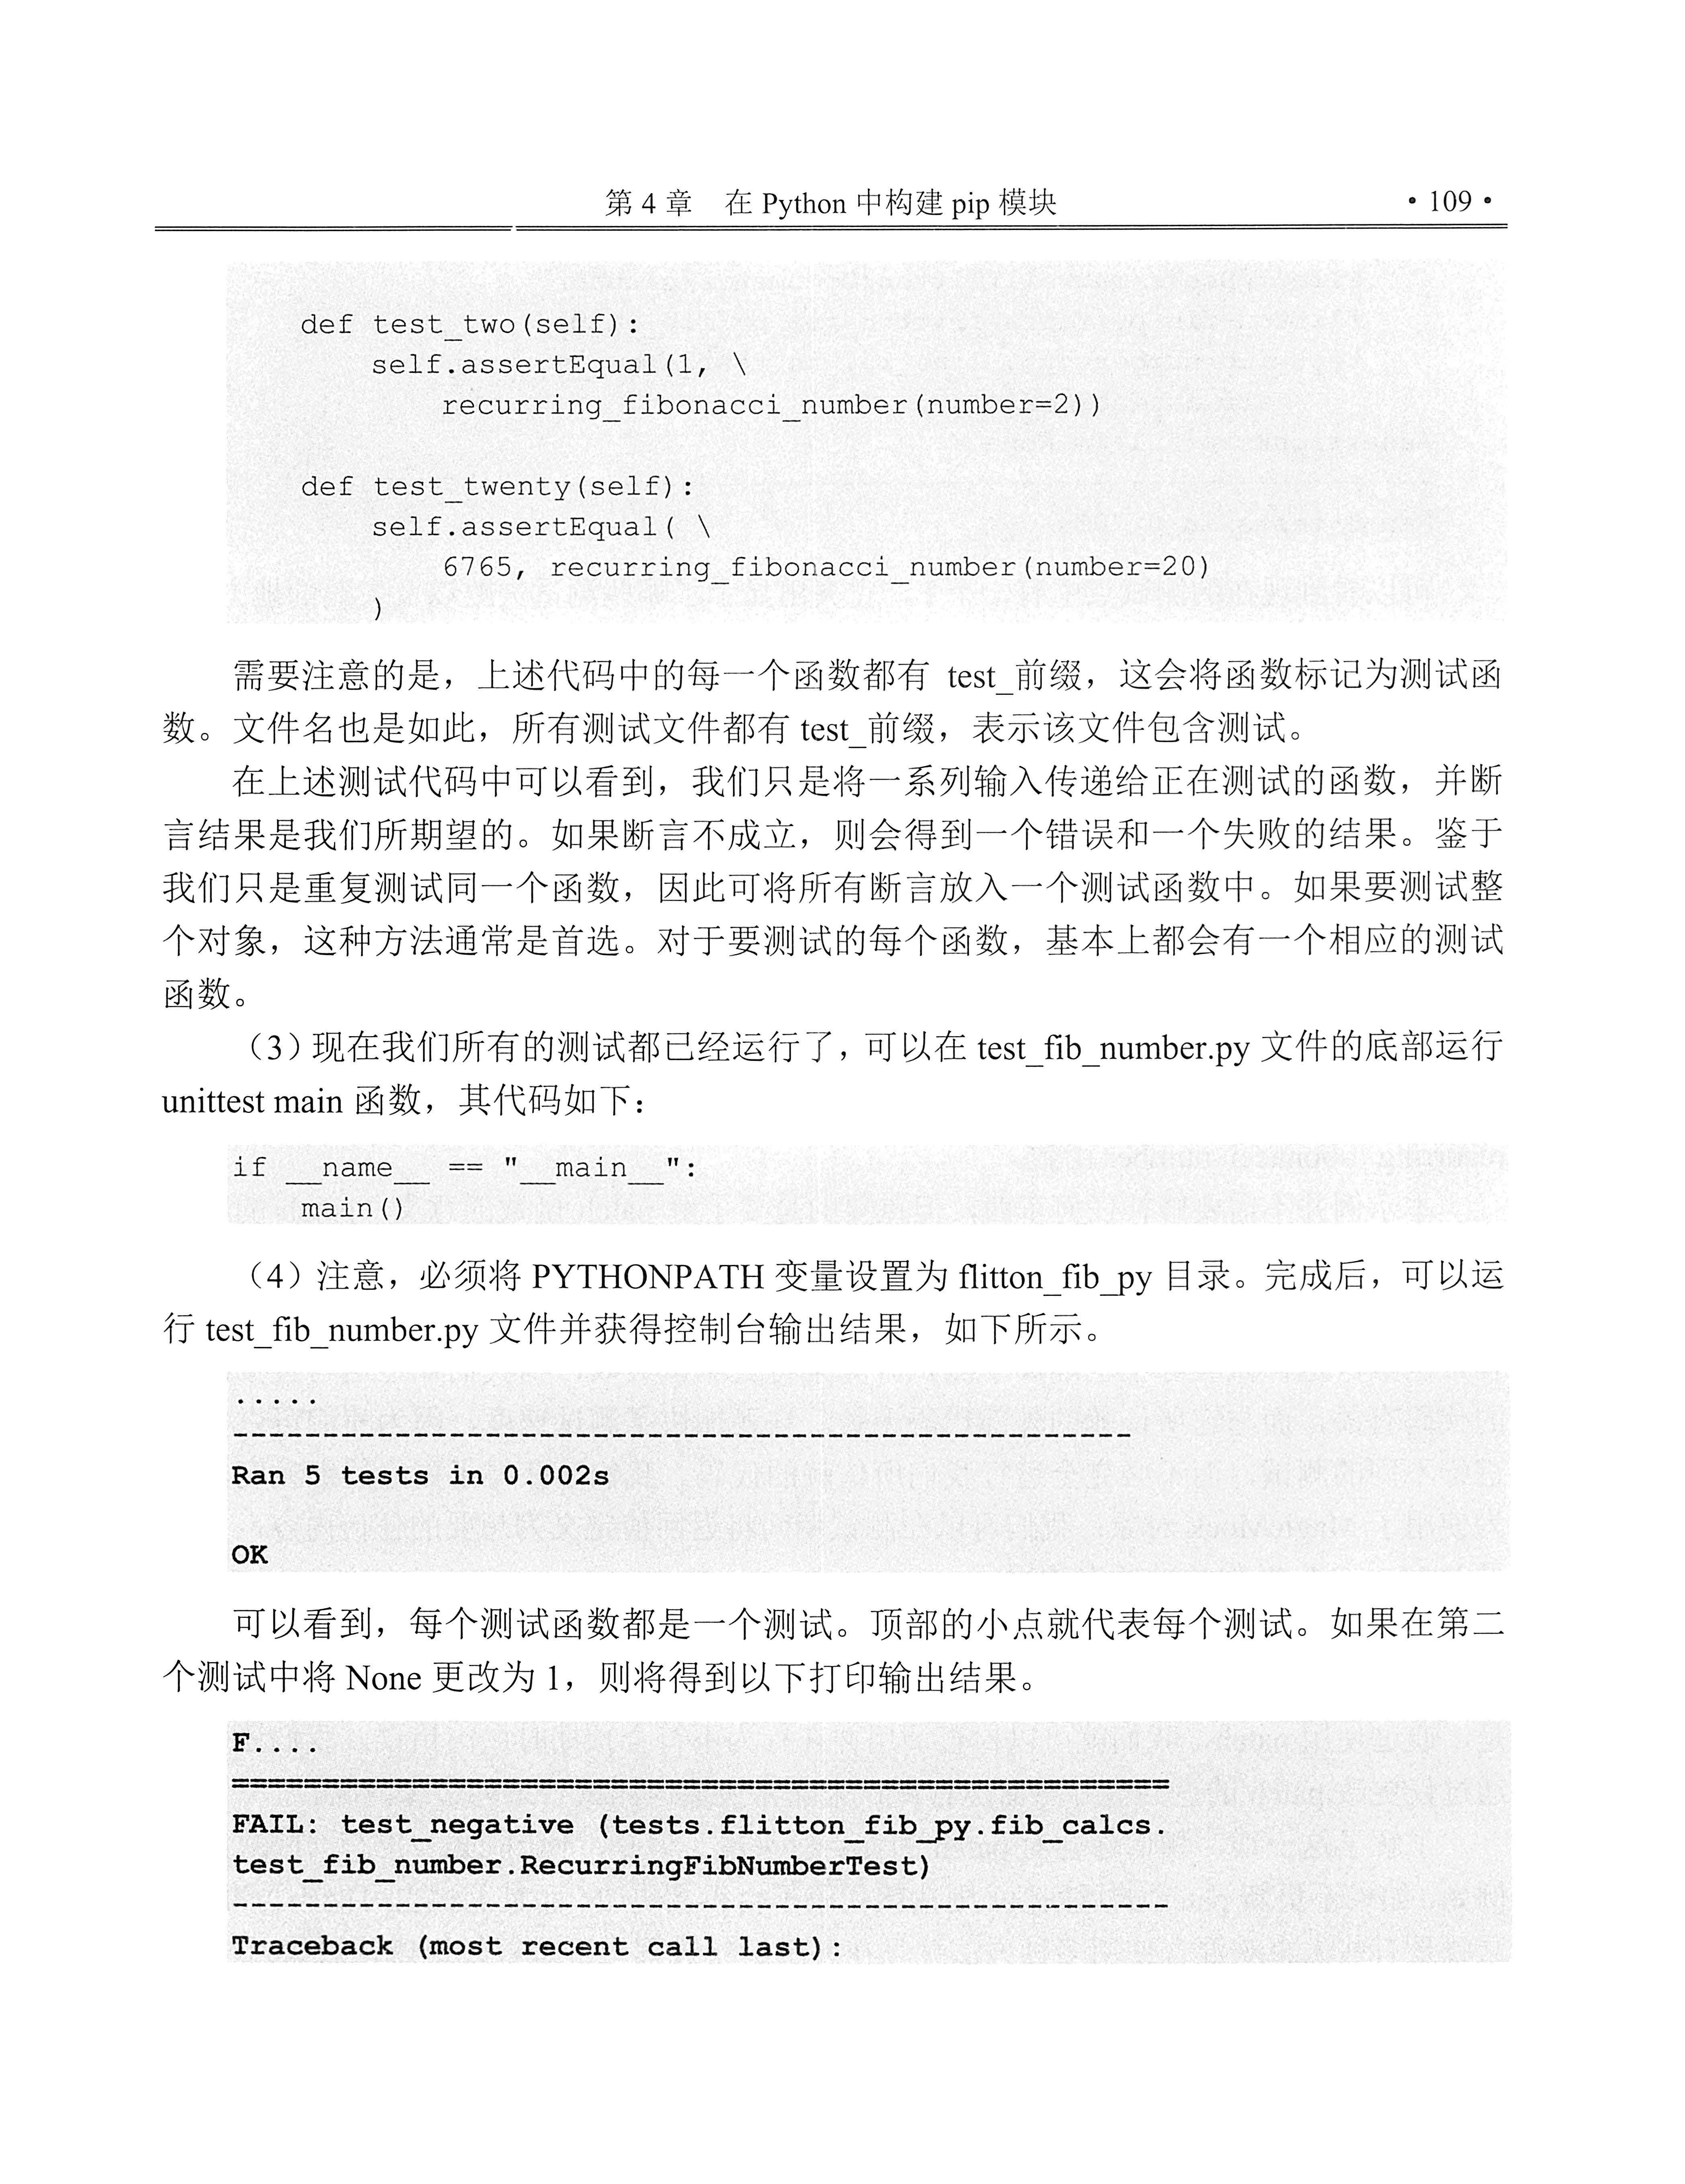 第 4 章 在 Python 中构建 pip 模块 • 109 •
def test_two(self):
self.assertEqual(1, \
recurring_fibonacci_number(number=2))
def test_twenty(self):
self.assertEqual( \
6765, recurring_fibonacci_number(number=20)
)
需要注意的是，上述代码中的每一个函数都有 test_前缀，这会将函数标记为测试函
数。文件名也是如此，所有测试文件都有 test_前缀，表示该文件包含测试。
在上述测试代码中可以看到，我们只是将一系列输入传递给正在测试的函数，并断
言结果是我们所期望的。如果断言不成立，则会得到一个错误和一个失败的结果。鉴于
我们只是重复测试同一个函数，因此可将所有断言放入一个测试函数中。如果要测试整
个对象，这种方法通常是首选。对于要测试的每个函数，基本上都会有一个相应的测试
函数。
（3）现在我们所有的测试都已经运行了，可以在 test_fib_number.py 文件的底部运行
unittest main 函数，其代码如下：
if __name__ == "__main__":
main()
（4）注意，必须将 PYTHONPATH 变量设置为 flitton_fib_py 目录。完成后，可以运
行 test_fib_number.py 文件并获得控制台输出结果，如下所示。
.....
--------------------------------------------------
Ran 5 tests in 0.002s
OK
可以看到，每个测试函数都是一个测试。顶部的小点就代表每个测试。如果在第二
个测试中将 None 更改为 1，则将得到以下打印输出结果。
F....
====================================================
FAIL: test_negative (tests.flitton_fib_py.fib_calcs.
test_fib_number.RecurringFibNumberTest)
----------------------------------------------------
Traceback (most recent call last):